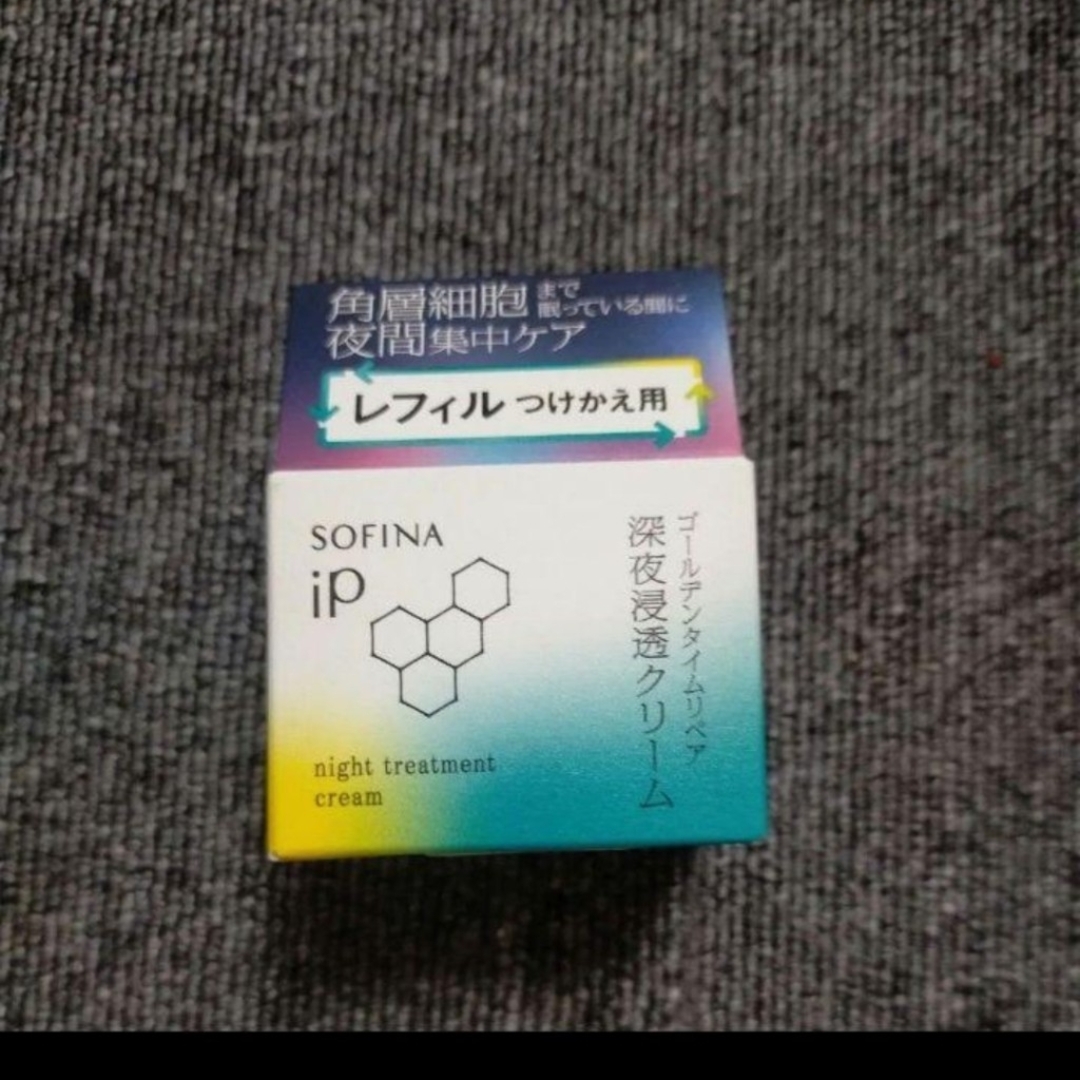 角層細胞まで
眠っている間に
夜間集中ケア
レフィル つけかえ用
SOFINA
iP
ゴールデンタイムリペア
深夜浸透クリーム
night treatment
cream